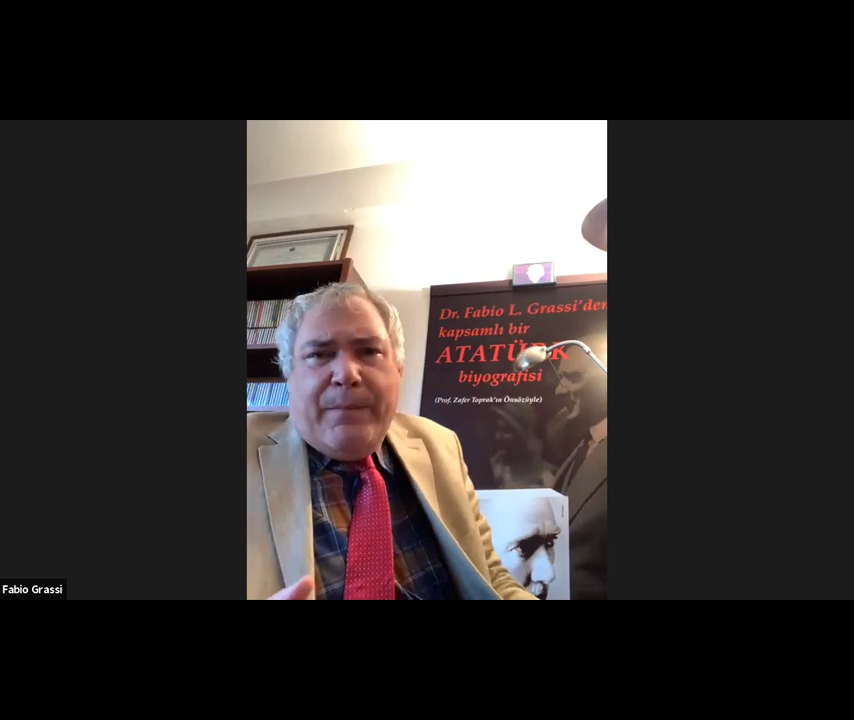 Dr. Fabio L. Grassi'den
kapsamlı bir
ATATÜRK
biyografisi
(Prof. Zafer Toprak'ın Önsözüyle)
Fabio Grassi